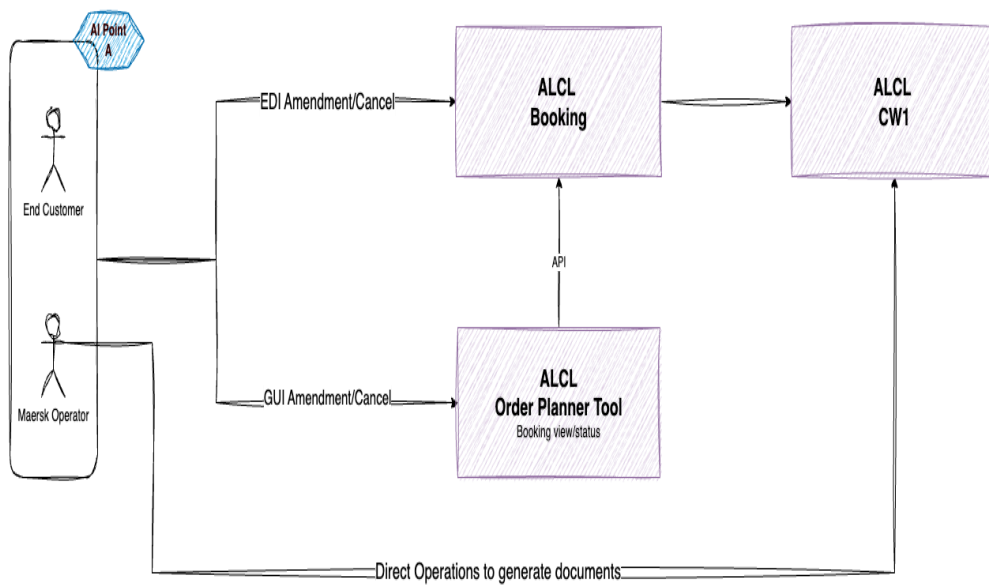 AI Point
A
End Customer
Maersk Operator
EDI Amendment/Cancel
ALCL
Booking
ALCL
CW1
API
GUI Amendment/Cancel
ALCL
Order Planner Tool
Booking view/status
Direct Operations to generate documents